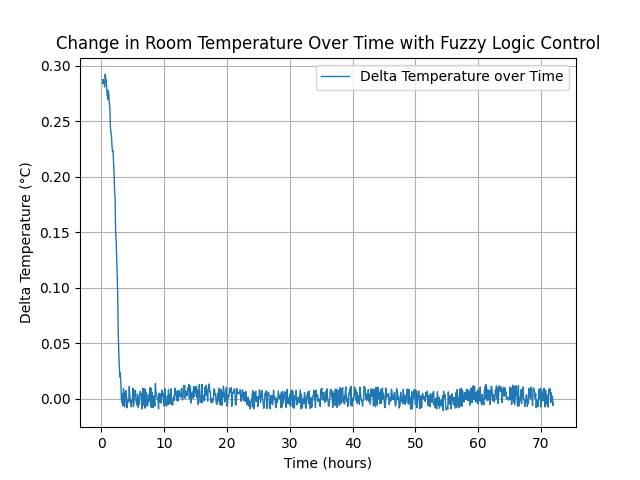 Change in Room Temperature Over Time with Fuzzy Logic Control
Delta Temperature over Time
Delta Temperature (°C)
0.30
0.25
0.20
0.15
0.10
0.05
0.00
0 10 20 30 40 50 60 70
Time (hours)